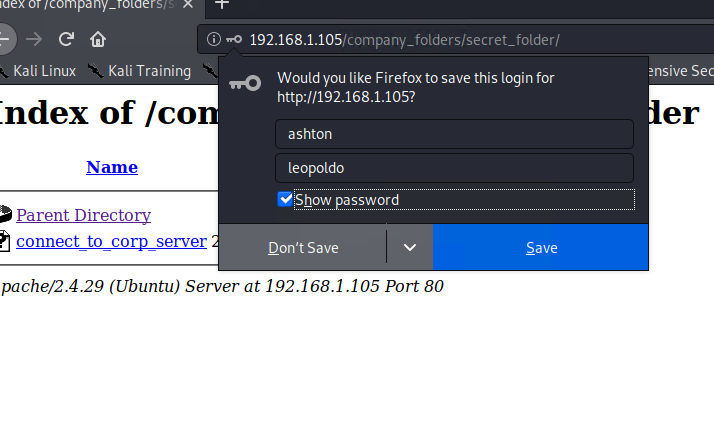 ndex of /company_folders/s
192.168.1.105/company_folders/secret_folder/
Kali Linux Kali Training ensive Sec
Would you like Firefox to save this login for
http://192.168.1.105?
ashton
leopoldo
Show password
Don't Save Save
Index of /com der
Name
Parent Directory
connect_to_corp_server 2
pache/2.4.29 (Ubuntu) Server at 192.168.1.105 Port 80